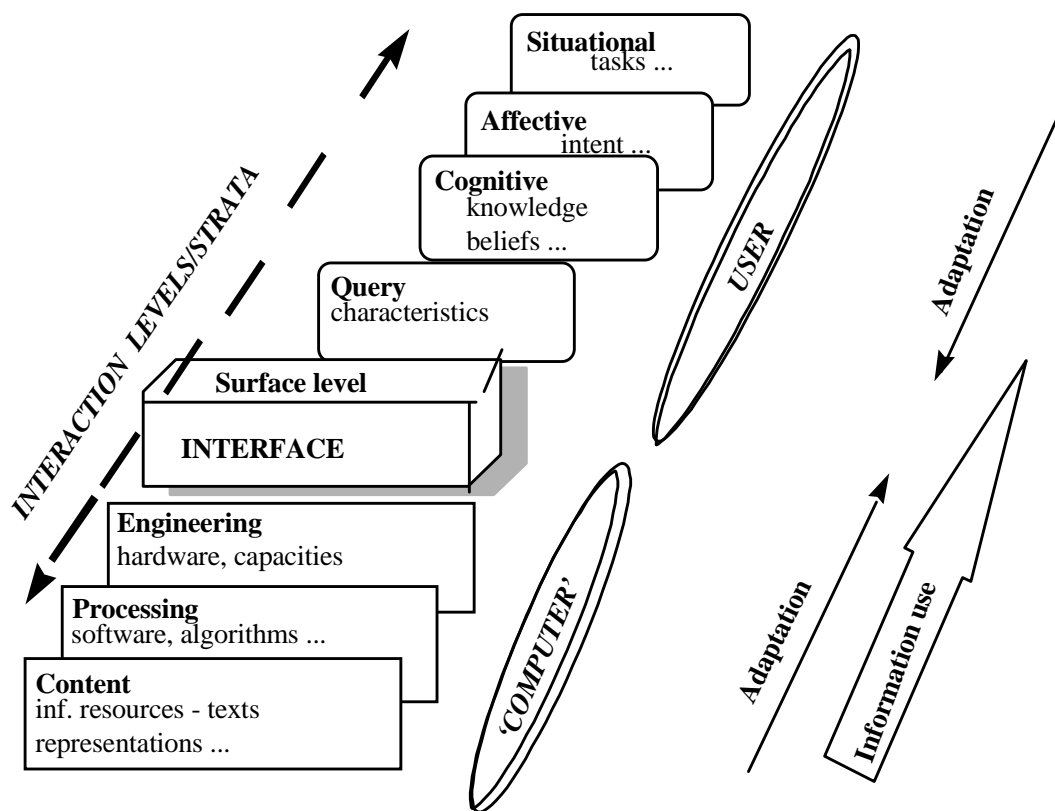 Situational
tasks ...
Affective
intent ...
Cognitive
knowledge
beliefs ...
Query
characteristics
Surface level
INTERFACE
Engineering
hardware, capacities
Processing
software, algorithms ...
Content
inf. resources - texts
representations ...
INTERACTION LEVELS/STRATA
USER
‘COMPUTER’
Adaptation
Adaptation
Information use